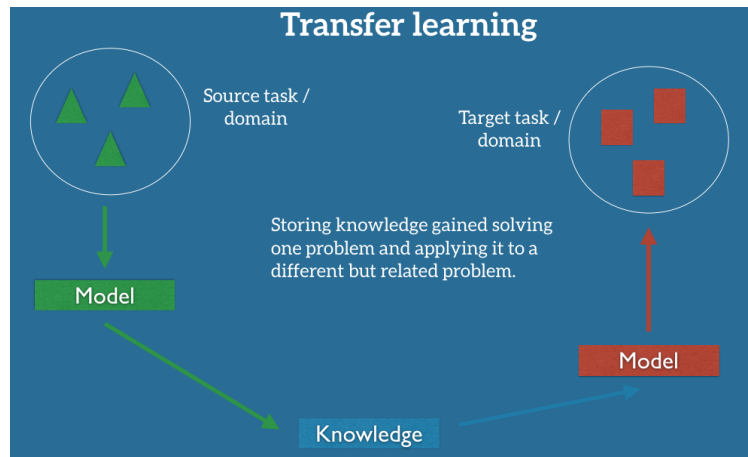 Transfer learning
Source task /
domain
Target task /
domain
Storing knowledge gained solving
one problem and applying it to a
different but related problem.
Model
Model
Knowledge